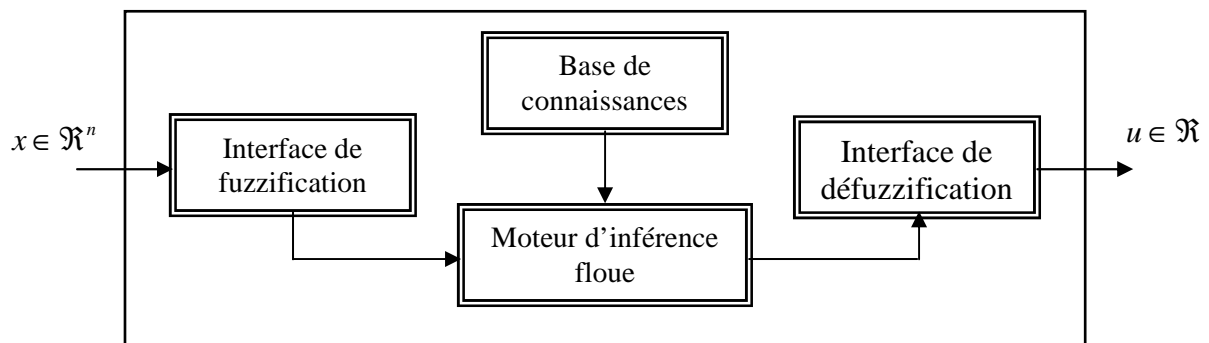 Base de
connaissances
x ∈ ℜⁿ
Interface de
fuzzification
Interface de
défuzzification
u ∈ ℜ
Moteur d'inférence
floue